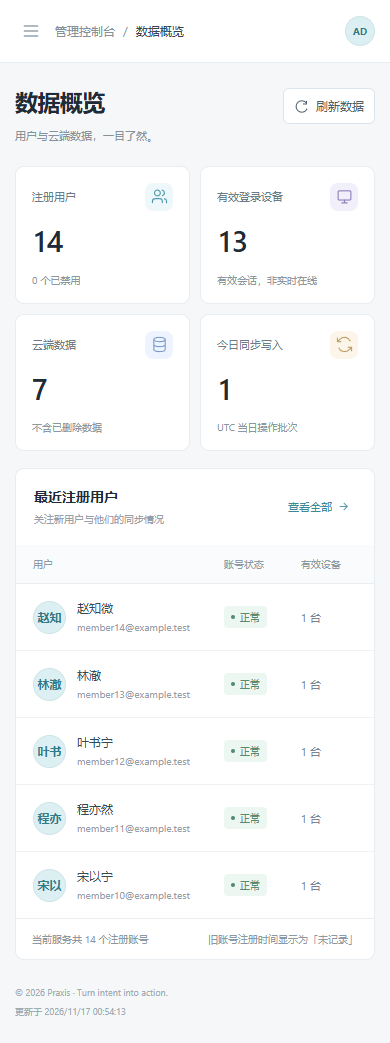 管理控制台 / 数据概览
AD
数据概览
刷新数据
用户与云端数据，一目了然。
注册用户
14
0 个已禁用
有效登录设备
13
有效会话，非实时在线
云端数据
7
不含已删除数据
今日同步写入
1
UTC 当日操作批次
最近注册用户
关注新用户与他们的同步情况
查看全部 →
用户 账号状态 有效设备
赵知 赵知微 正常 1 台
member14@example.test
林澈 林澈 正常 1 台
member13@example.test
叶书 叶书宁 正常 1 台
member12@example.test
程亦 程亦然 正常 1 台
member11@example.test
宋以 宋以宁 正常 1 台
member10@example.test
当前服务共 14 个注册账号 旧账号注册时间显示为「未记录」
© 2026 Praxis · Turn intent into action.
更新于 2026/11/17 00:54:13